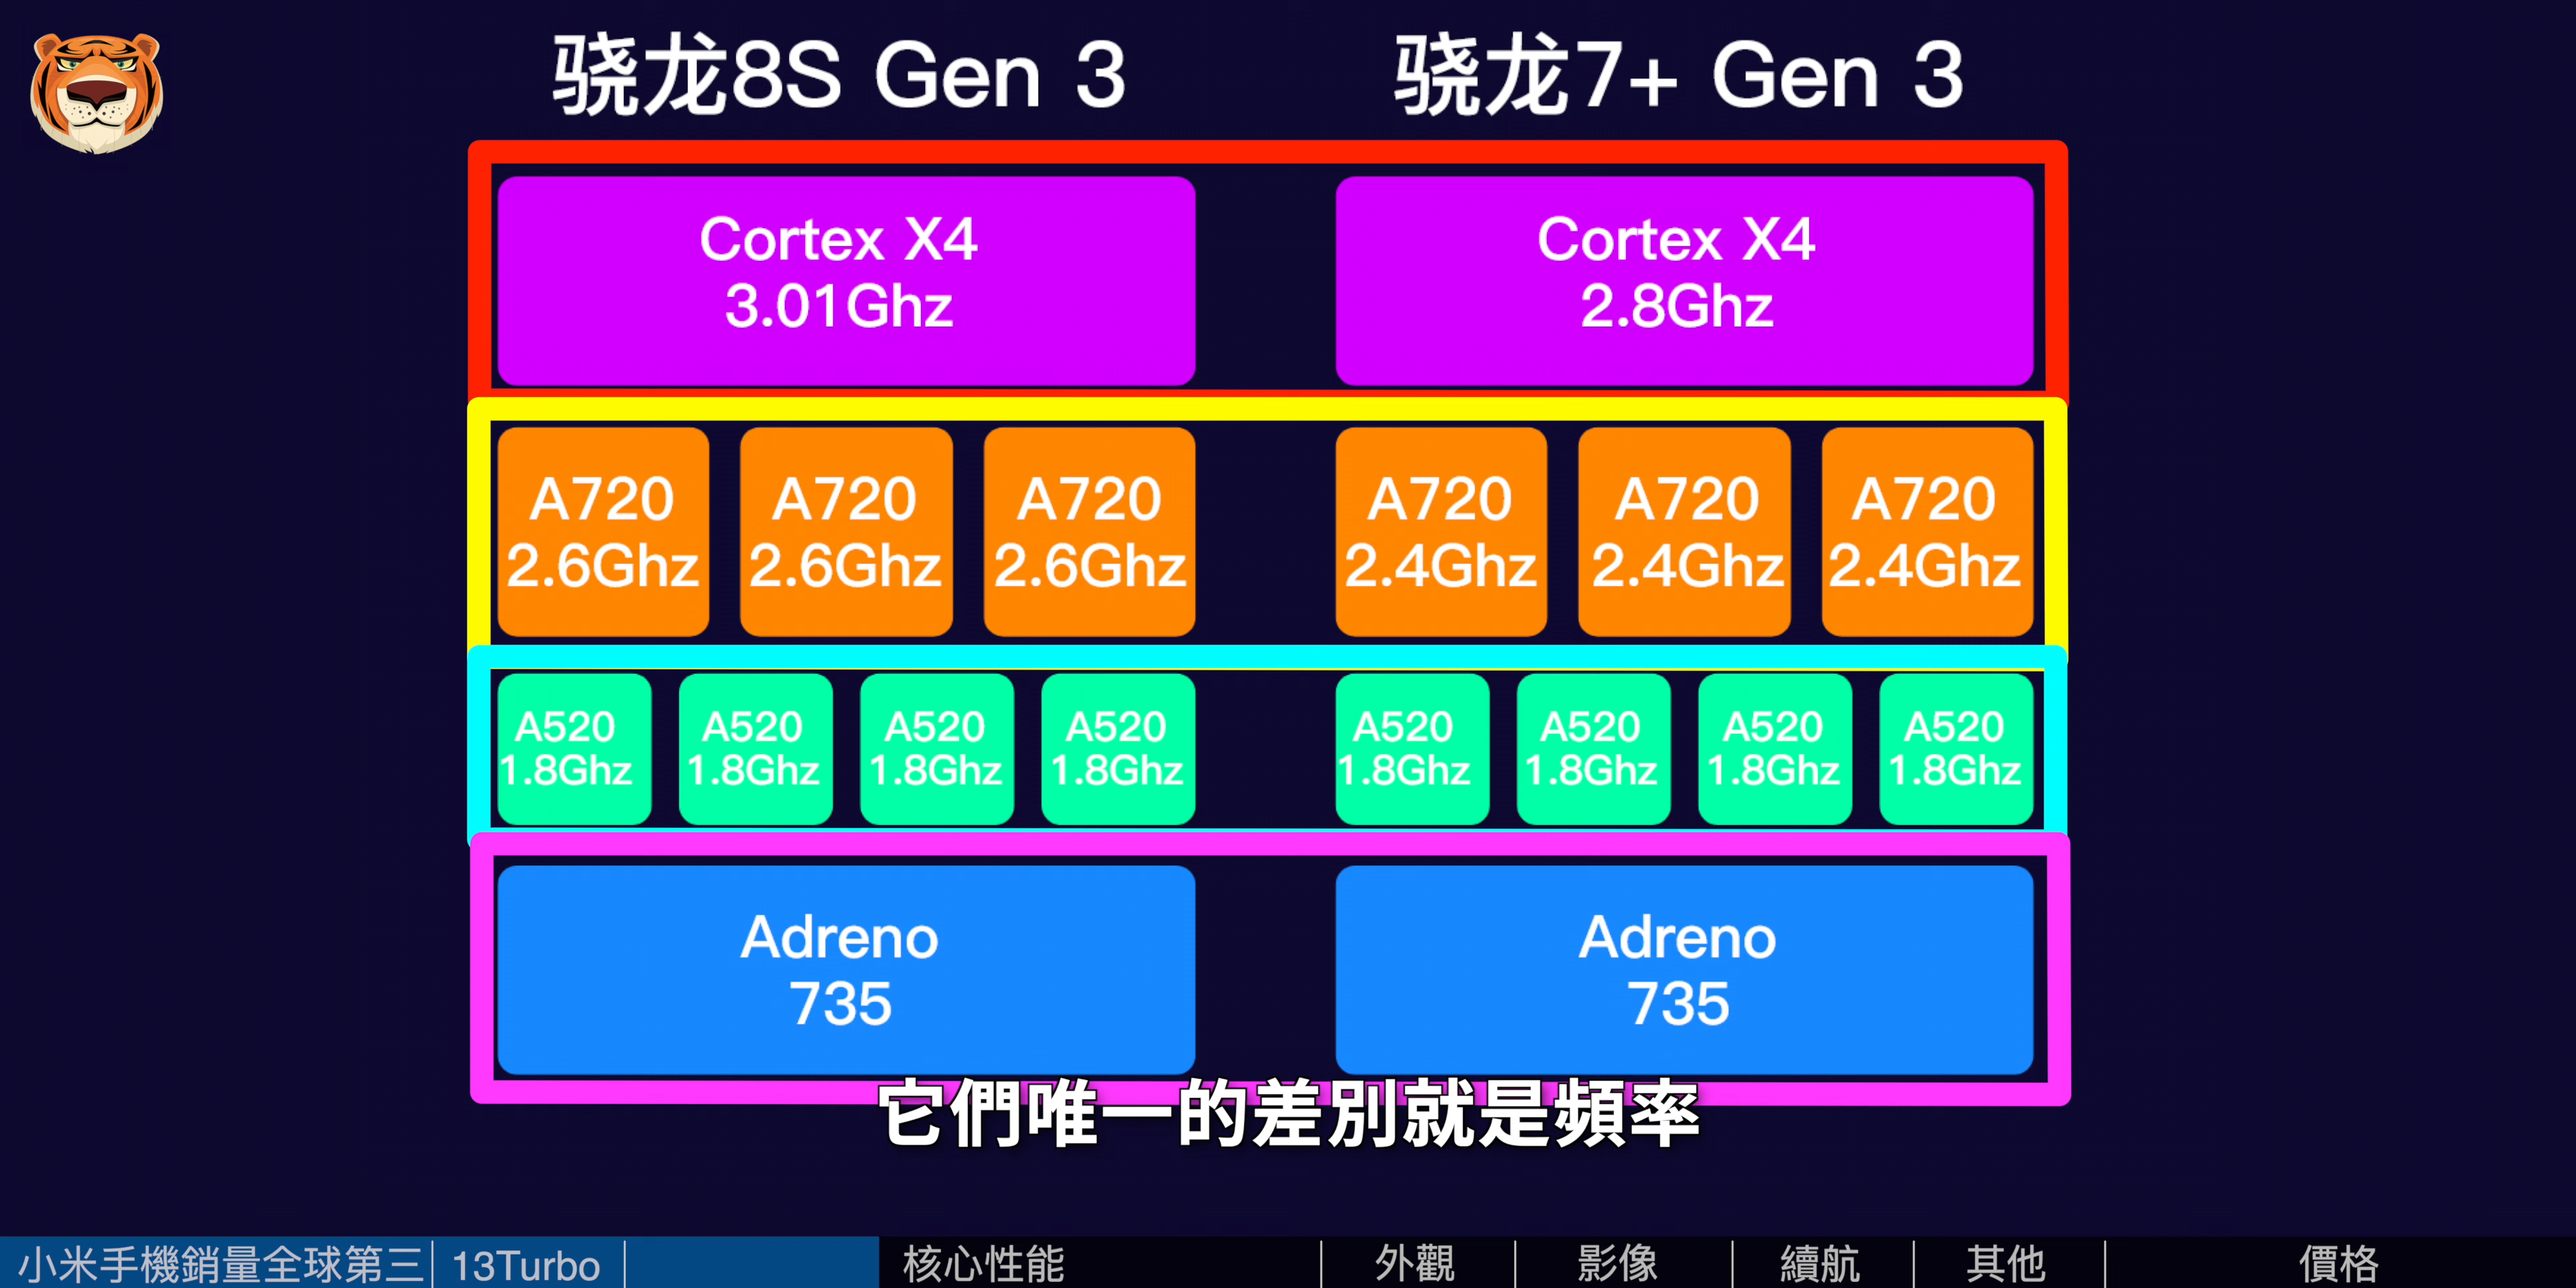 骁龙8S Gen 3
骁龙7+ Gen 3
Cortex X4
3.01Ghz
Cortex X4
2.8Ghz
A720
2.6Ghz
A720
2.6Ghz
A720
2.6Ghz
A720
2.4Ghz
A720
2.4Ghz
A720
2.4Ghz
A520
1.8Ghz
A520
1.8Ghz
A520
1.8Ghz
A520
1.8Ghz
A520
1.8Ghz
A520
1.8Ghz
A520
1.8Ghz
A520
1.8Ghz
Adreno
735
Adreno
735
它們唯一的差別就是頻率
小米手機銷量全球第三
13Turbo
核心性能
外觀
影像
續航
其他
價格